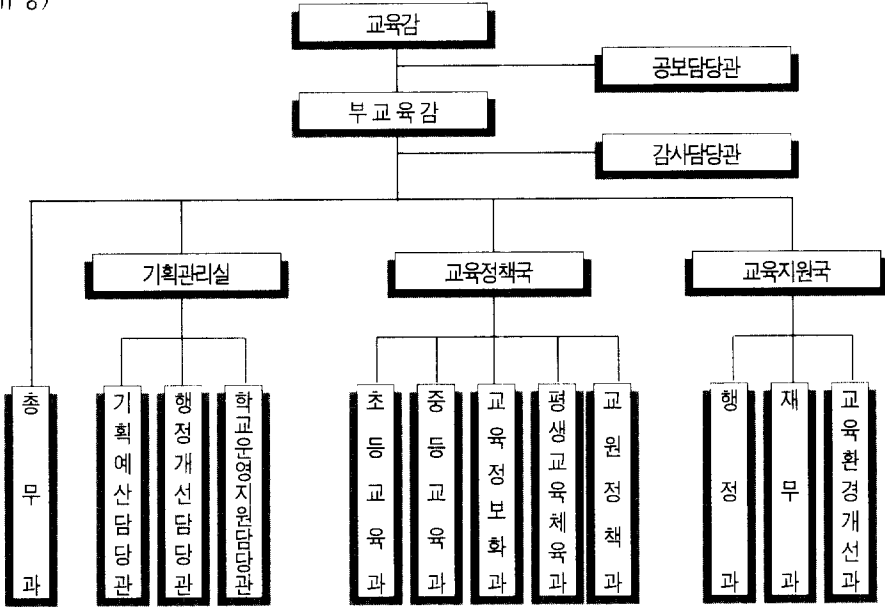 교육감
공보담당관
부교육감
감사담당관
기획관리실
교육정책국
교육지원국
총무과
기획예산담당관
행정개선담당관
학교운영지원담당관
초등교육과
중등교육과
교육정보화과
평생교육체육과
교원정책과
행정과
재무과
교육환경개선과